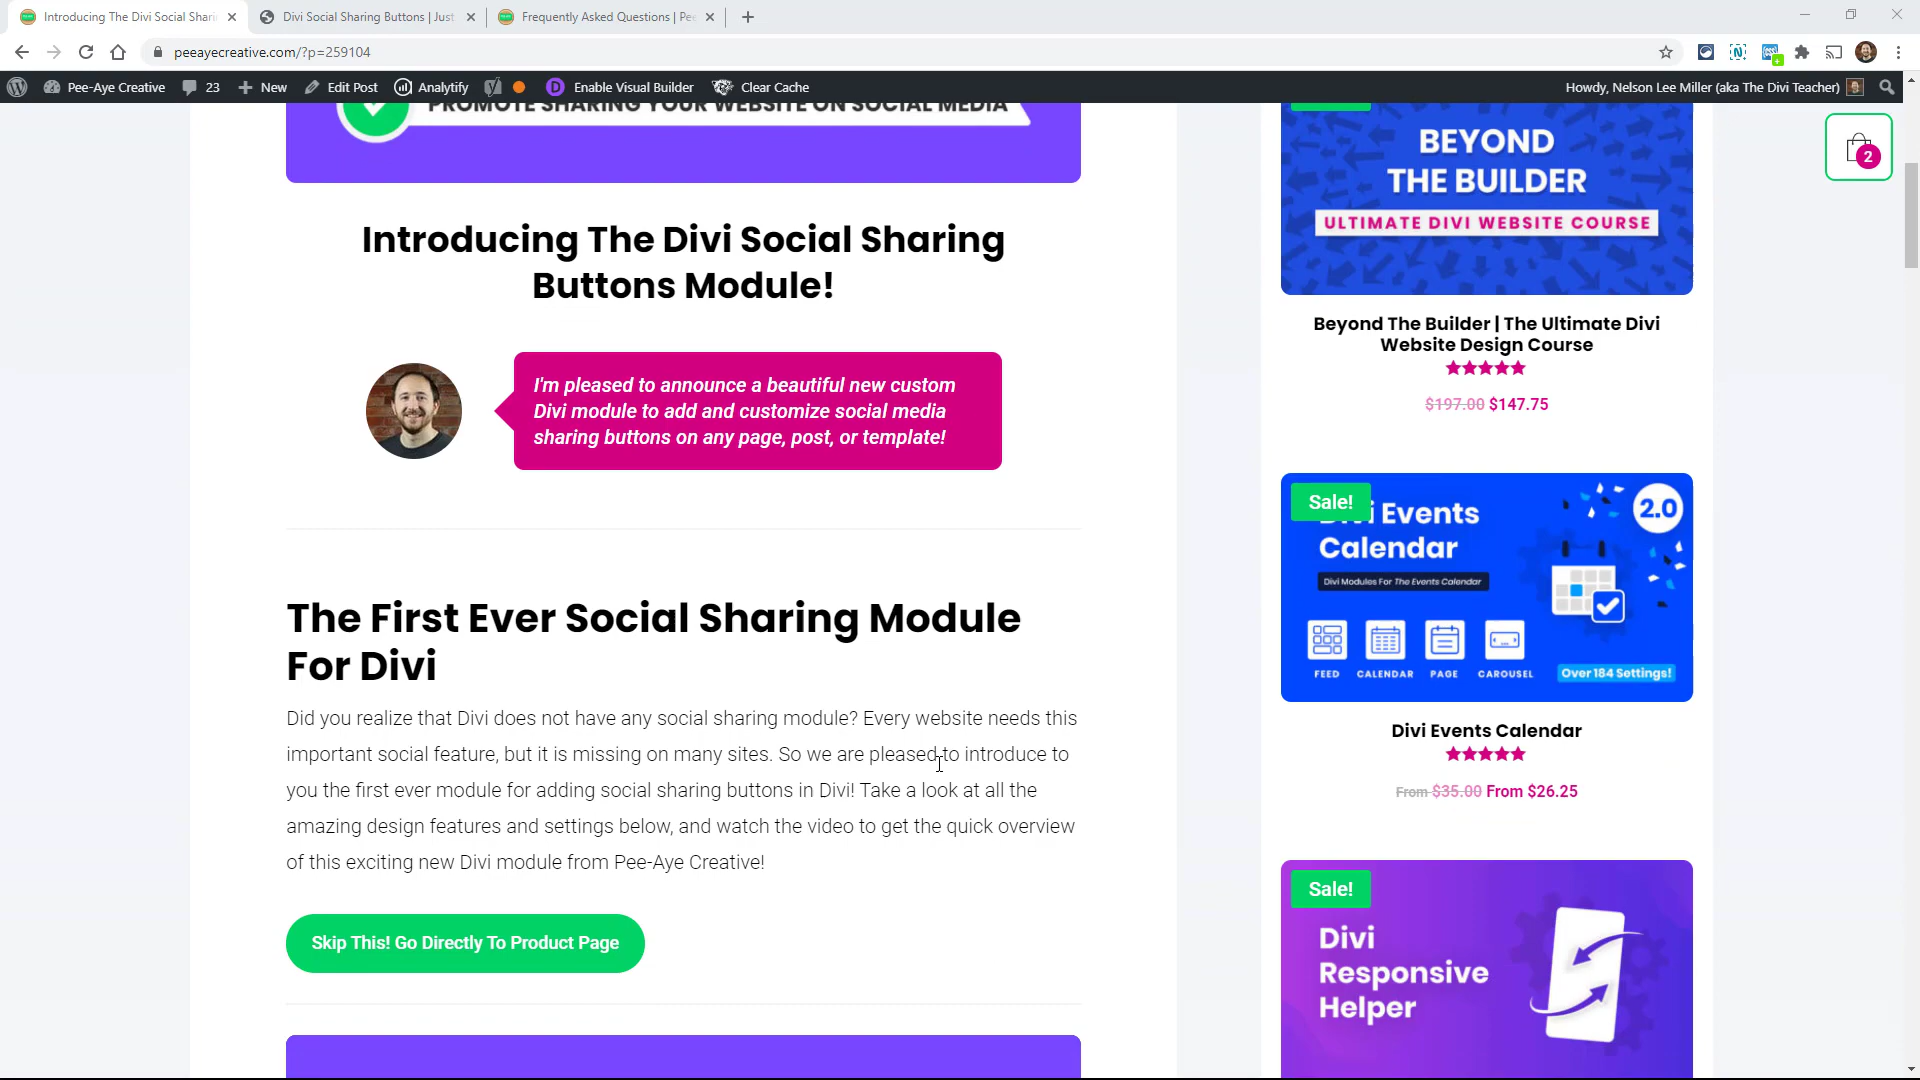 Introducing The Divi Social Shari
Divi Social Sharing Buttons | Just
Frequently Asked Questions | Pe
peeayecreative.com/?p=259104
Pee-Aye Creative
23
New
Edit Post
Analytify
D
Enable Visual Builder
Clear Cache
Howdy, Nelson Lee Miller (aka The Divi Teacher)
2
PROMOTE SHARING YOUR WEBSITE ON SOCIAL MEDIA
Introducing The Divi Social Sharing
Buttons Module!
I'm pleased to announce a beautiful new custom
Divi module to add and customize social media
sharing buttons on any page, post, or template!
The First Ever Social Sharing Module
For Divi
Did you realize that Divi does not have any social sharing module? Every website needs this
important social feature, but it is missing on many sites. So we are pleased to introduce to
you the first ever module for adding social sharing buttons in Divi! Take a look at all the
amazing design features and settings below, and watch the video to get the quick overview
of this exciting new Divi module from Pee-Aye Creative!
Skip This! Go Directly To Product Page
BEYOND
THE BUILDER
ULTIMATE DIVI WEBSITE COURSE
Beyond The Builder | The Ultimate Divi
Website Design Course
$197.00 $147.75
Sale!
Divi Events
Calendar
2.0
Divi Modules For The Events Calendar
FEED CALENDAR PAGE CAROUSEL
Over 184 Settings!
Divi Events Calendar
From $35.00 From $26.25
Sale!
Divi
Responsive
Helper